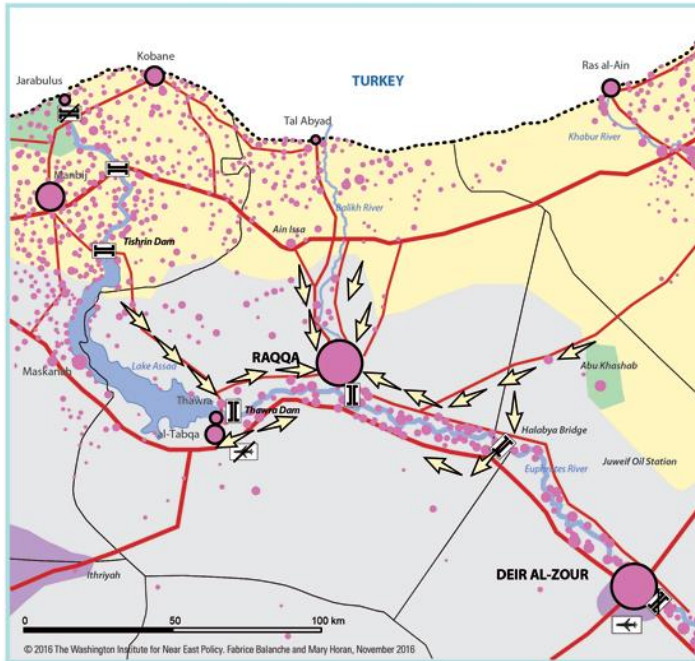 Kobane
Jarabulus
TURKEY
Ras al-Ain
Tal Abyad
Khabur River
Manbij
Balikh River
Ain Issa
Tishrin Dam
RAQQA
Lake Assad
Maskanah
Abu Khashab
Thawra
Thawra Dam
al-Tabqa
Halabya Bridge
Euphrates River
Juweif Oil Station
DEIR AL-ZOUR
Ithriyah
0 50 100 km
© 2016 The Washington Institute for Near East Policy. Fabrice Balanche and Mary Horan, November 2016